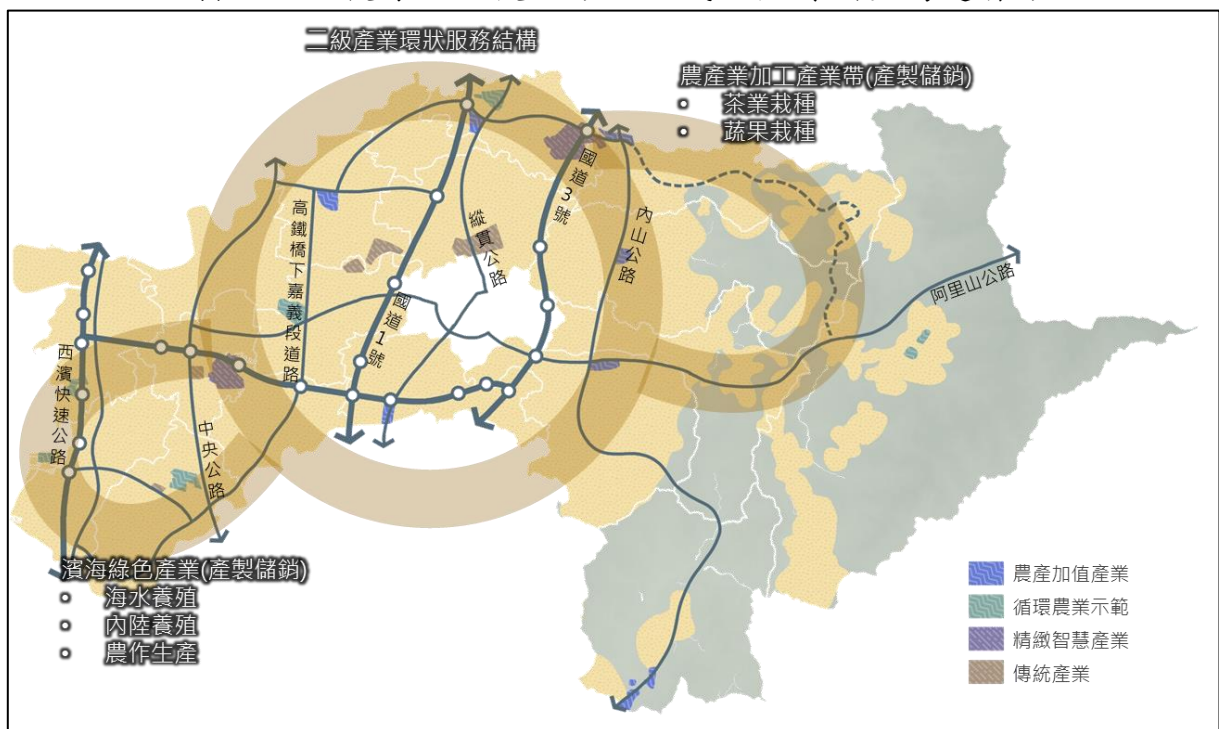 二級產業環狀服務結構
農產業加工產業帶(產製儲銷)
• 茶業栽種
• 蔬果栽種
國道3號
內山公路
縱貫公路
高鐵橋下嘉義段道路
國道1號
阿里山公路
西濱快速公路
中央公路
濱海綠色產業(產製儲銷)
• 海水養殖
• 內陸養殖
• 農作生產
農產加值產業
循環農業示範
精緻智慧產業
傳統產業